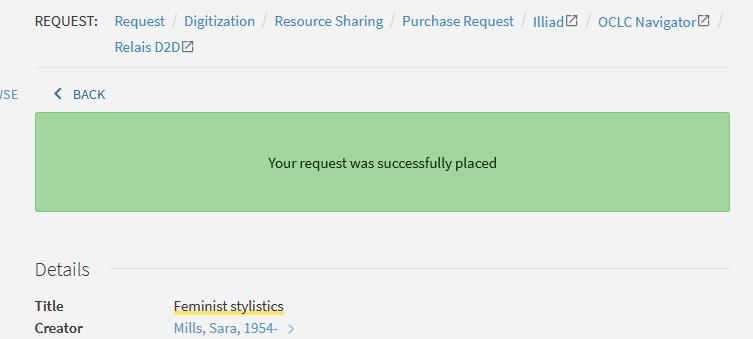 REQUEST: Request / Digitization / Resource Sharing / Purchase Request / Illiad / OCLC Navigator /
Relais D2D
BACK
Your request was successfully placed
Details
Title Feminist stylistics
Creator Mills, Sara, 1954-